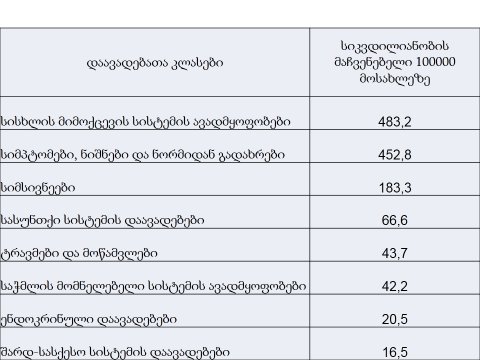 დაავადებათა კლასები
სიკვდილიანობის
მაჩვენებელი 100000
მოსახლეზე
სისხლის მიმოქცევის სისტემის ავადმყოფობები 483,2
სიმპტომები, ნიშნები და ნორმიდან გადახრები 452,8
სიმსივნეები 183,3
სასუნთქი სისტემის დაავადებები 66,6
ტრავმები და მოწამვლები 43,7
საჭმლის მომნელებელი სისტემის ავადმყოფობები 42,2
ენდოკრინული დაავადებები 20,5
შარდ-სასქესო სისტემის დაავადებები 16,5